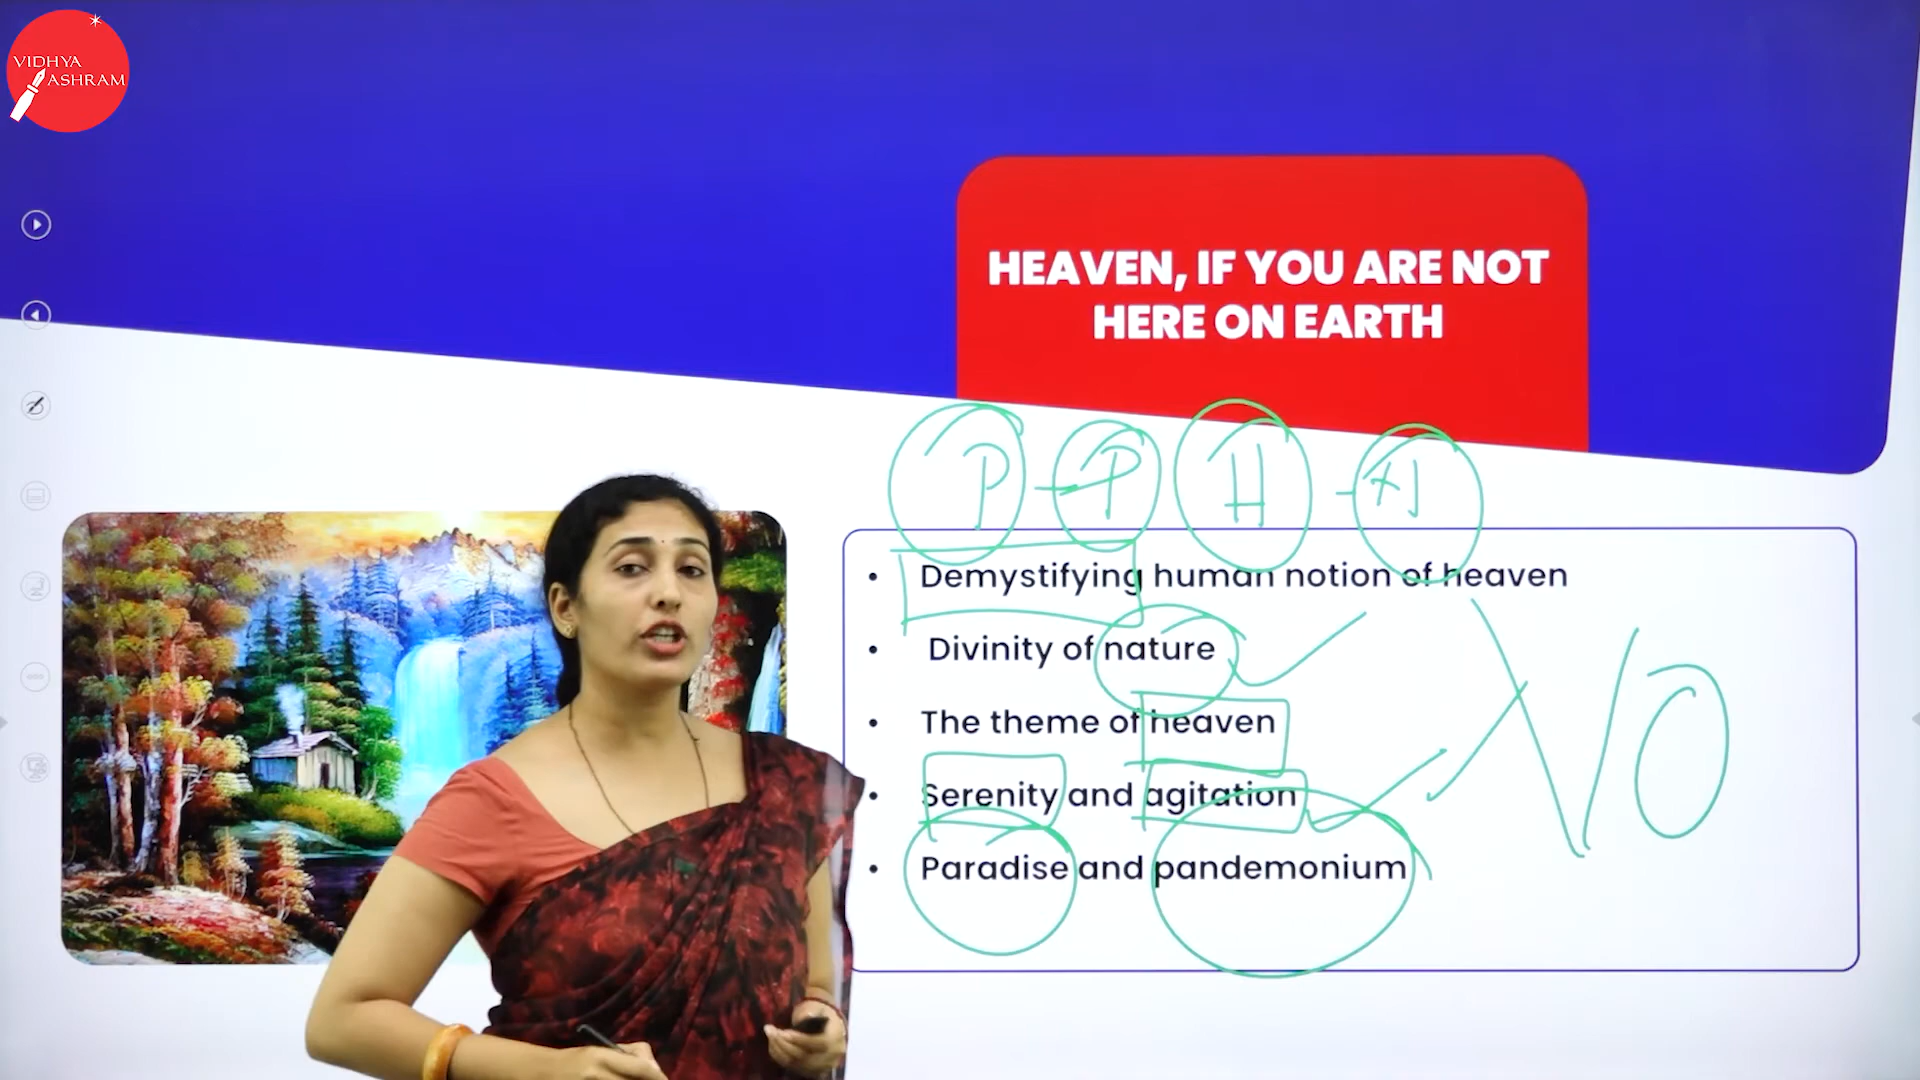 VIDHYA
ASHRAM
HEAVEN, IF YOU ARE NOT
HERE ON EARTH
P - P H - H
• Demystifying human notion of heaven
• Divinity of nature
• The theme of heaven
• Serenity and agitation
• Paradise and pandemonium